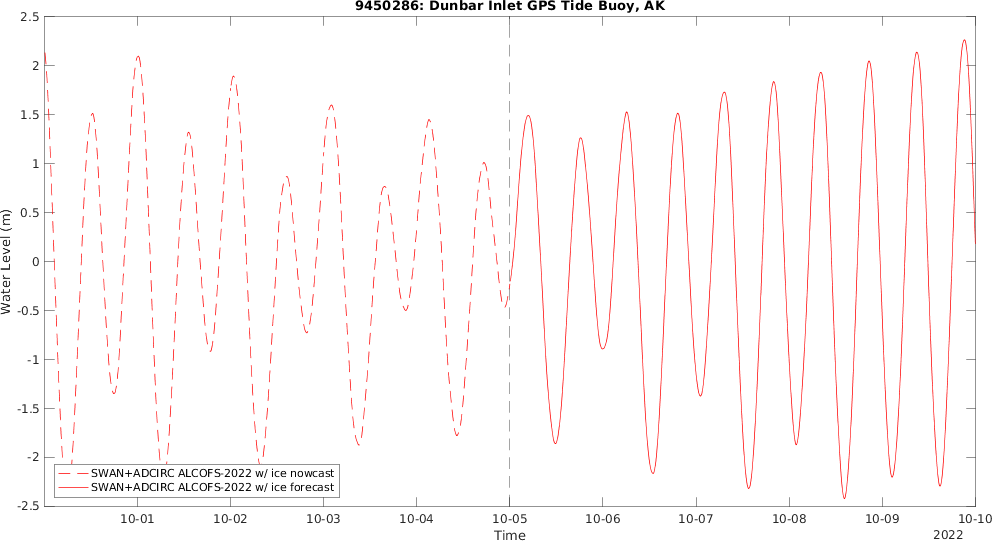 9450286: Dunbar Inlet GPS Tide Buoy, AK
2.5
2
1.5
1
0.5
0
-0.5
-1
-1.5
-2
-2.5
Water Level (m)
SWAN+ADCIRC ALCOFS-2022 w/ ice nowcast
SWAN+ADCIRC ALCOFS-2022 w/ ice forecast
10-01 10-02 10-03 10-04 10-05 10-06 10-07 10-08 10-09 10-10
Time
2022